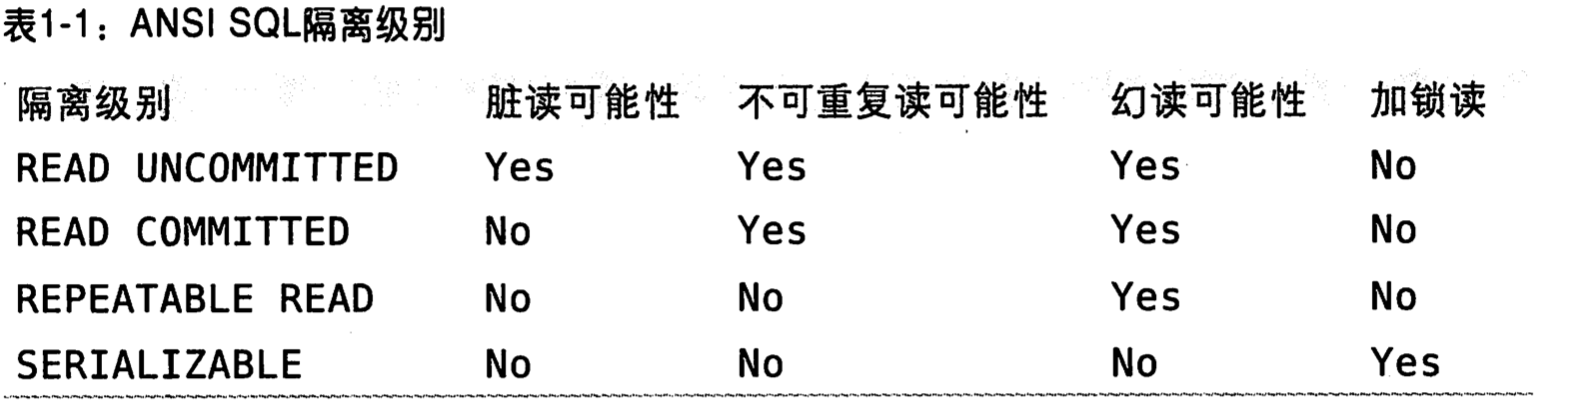 表1-1：ANSI SQL隔离级别
隔离级别 脏读可能性 不可重复读可能性 幻读可能性 加锁读
READ UNCOMMITTED Yes Yes Yes No
READ COMMITTED No Yes Yes No
REPEATABLE READ No No Yes No
SERIALIZABLE No No No Yes